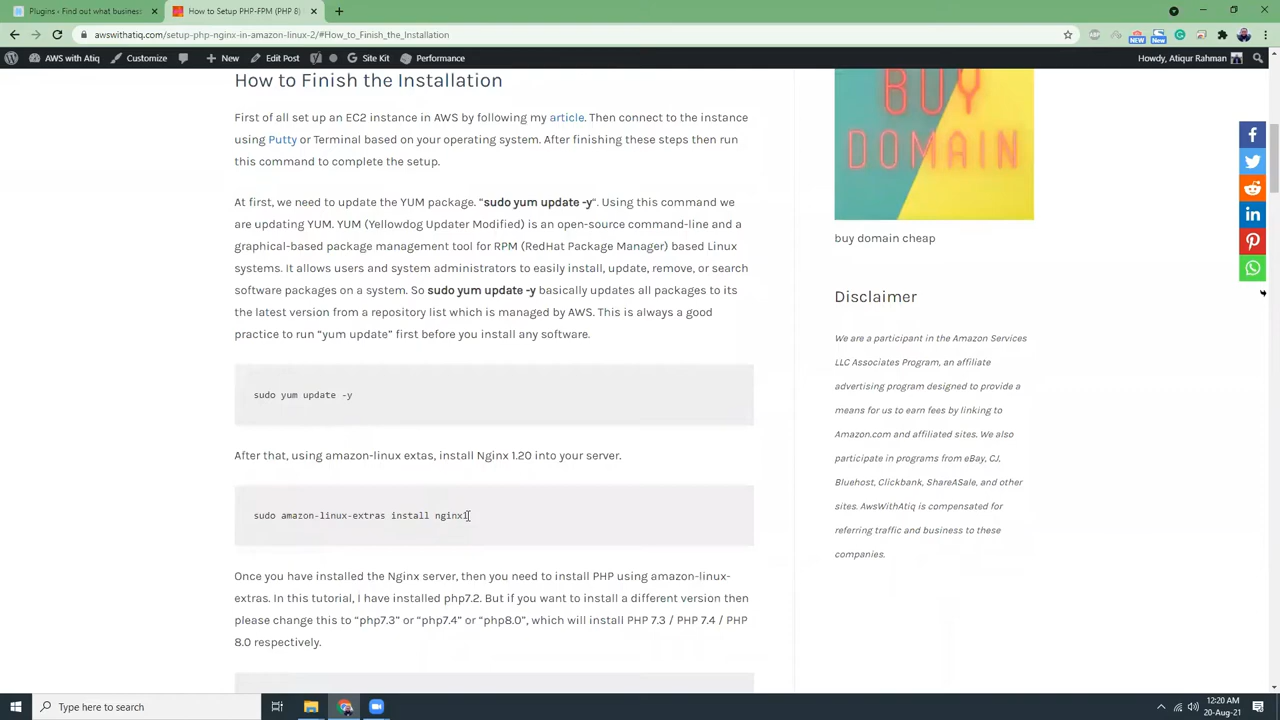 Plugins - Find out what business
How to Setup PHP-FPM (PHP 8)
awswithatiq.com/setup-php-nginx-in-amazon-linux-2/#How_to_Finish_the_Installation
AWS with Atiq
Customize
New
Edit Post
Site Kit
Performance
Howdy, Atiqur Rahman
How to Finish the Installation
First of all set up an EC2 instance in AWS by following my article. Then connect to the instance
using Putty or Terminal based on your operating system. After finishing these steps then run
this command to complete the setup.
At first, we need to update the YUM package. “sudo yum update -y“. Using this command we
are updating YUM. YUM (Yellowdog Updater Modified) is an open-source command-line and a
graphical-based package management tool for RPM (RedHat Package Manager) based Linux
systems. It allows users and system administrators to easily install, update, remove, or search
software packages on a system. So sudo yum update -y basically updates all packages to its
the latest version from a repository list which is managed by AWS. This is always a good
practice to run “yum update” first before you install any software.
sudo yum update -y
After that, using amazon-linux extas, install Nginx 1.20 into your server.
sudo amazon-linux-extras install nginx1
Once you have installed the Nginx server, then you need to install PHP using amazon-linux-
extras. In this tutorial, I have installed php7.2. But if you want to install a different version then
please change this to “php7.3” or “php7.4” or “php8.0”, which will install PHP 7.3 / PHP 7.4 / PHP
8.0 respectively.
BUY
DOMAIN
buy domain cheap
Disclaimer
We are a participant in the Amazon Services
LLC Associates Program, an affiliate
advertising program designed to provide a
means for us to earn fees by linking to
Amazon.com and affiliated sites. We also
participate in programs from eBay, CJ,
Bluehost, Clickbank, ShareASale, and other
sites. AwsWithAtiq is compensated for
referring traffic and business to these
companies.
Type here to search
12:20 AM
20-Aug-21